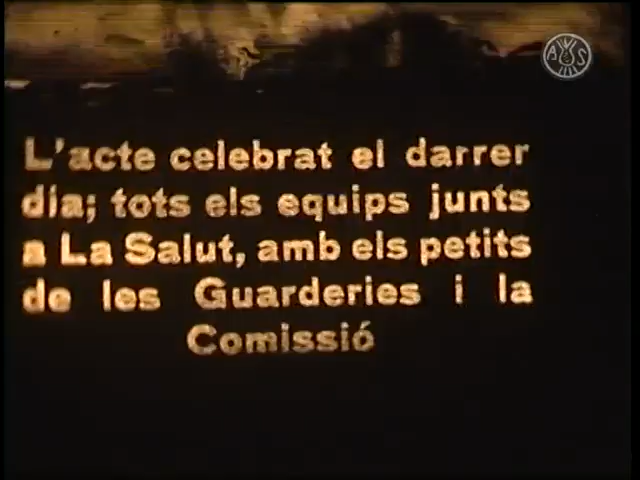 AHS
L'acte celebrat el darrer
dia; tots els equips junts
a La Salut, amb els petits
de les Guarderies i la
Comissió